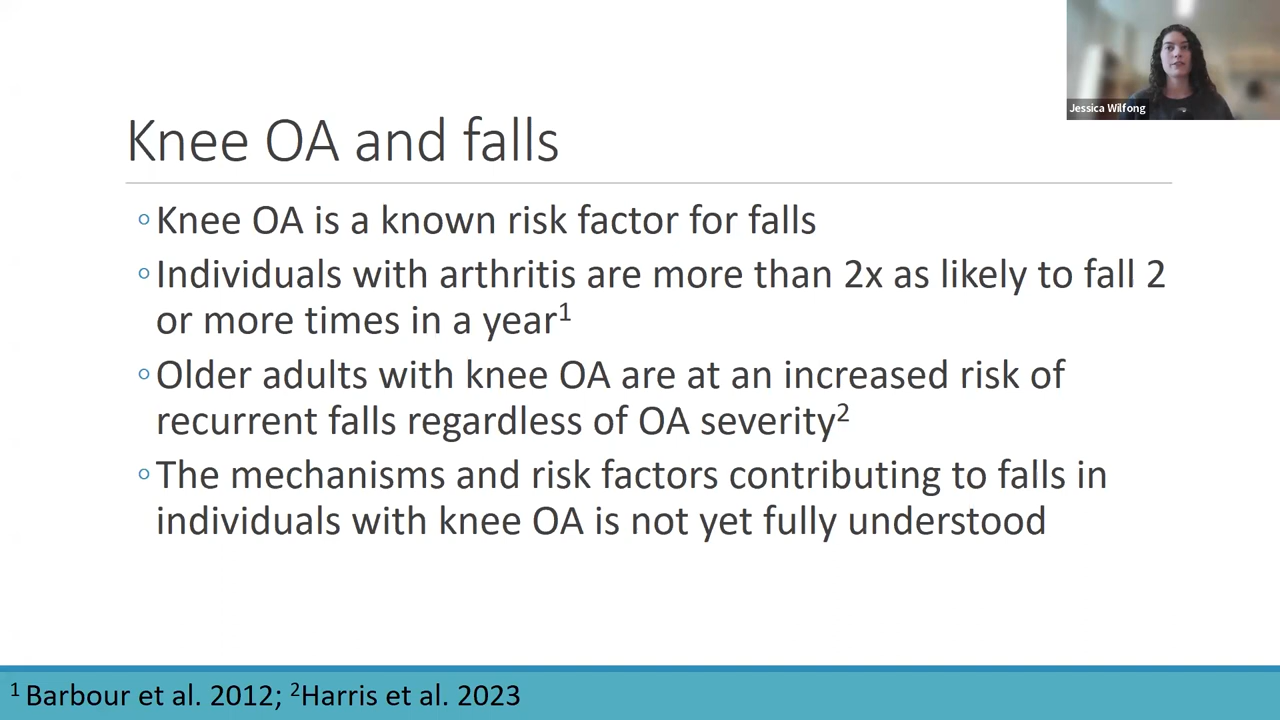 Jessica Wilfong
Knee OA and falls
◦Knee OA is a known risk factor for falls
◦Individuals with arthritis are more than 2x as likely to fall 2
or more times in a year¹
◦Older adults with knee OA are at an increased risk of
recurrent falls regardless of OA severity²
◦The mechanisms and risk factors contributing to falls in
individuals with knee OA is not yet fully understood
¹ Barbour et al. 2012; ²Harris et al. 2023